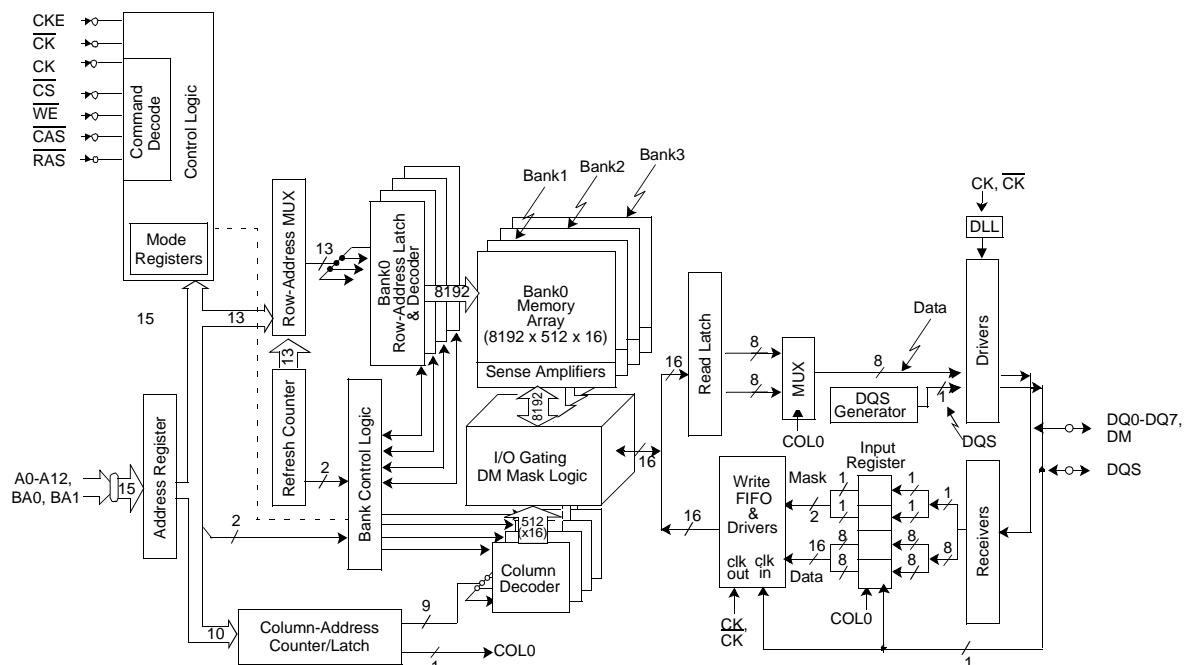 CKE
CK
CK
CS
WE
CAS
RAS
Command Decode
Control Logic
Mode Registers
15
13
Row-Address MUX
13
Refresh Counter
13
Bank0
Row-Address Latch
& Decoder
8192
Bank1
Bank2
Bank3
Bank0
Memory
Array
(8192 x 512 x 16)
Sense Amplifiers
8192
I/O Gating
DM Mask Logic
16
Bank Control Logic
2
2
A0-A12,
BA0, BA1
15
Address Register
512
(x16)
Column
Decoder
9
10
Column-Address
Counter/Latch
1
COL0
16
Read Latch
8
8
MUX
COL0
8
Data
DQS
Generator
1
DQS
CK, CK
DLL
Drivers
DQ0-DQ7,
DM
DQS
Input
Register
16
Write
FIFO
&
Drivers
clk
out
clk
in
Mask
2
16
Data
1
1
8
8
1
1
8
8
1
8
Receivers
CK
CK
COL0
1